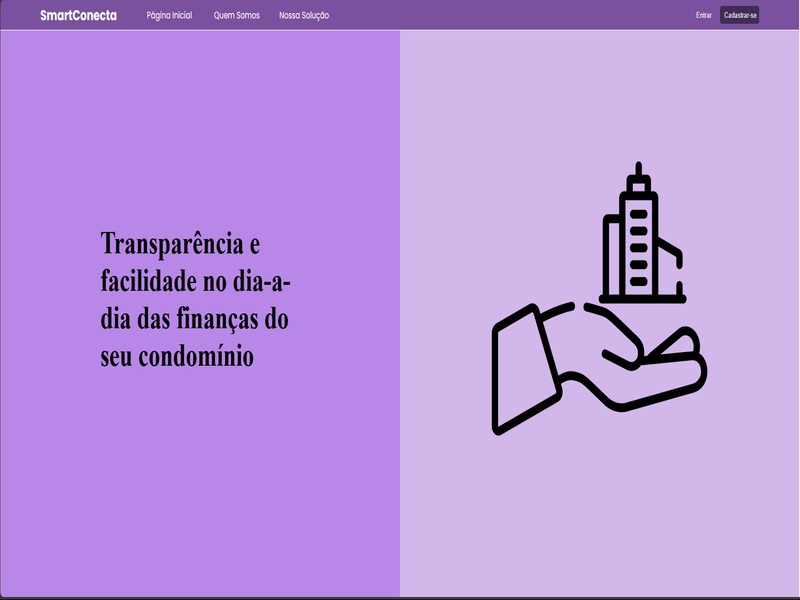 SmartConecta Página Inicial Quem Somos Nossa Solução Entrar Cadastrar-se
Transparência e
facilidade no dia-a-
dia das finanças do
seu condomínio